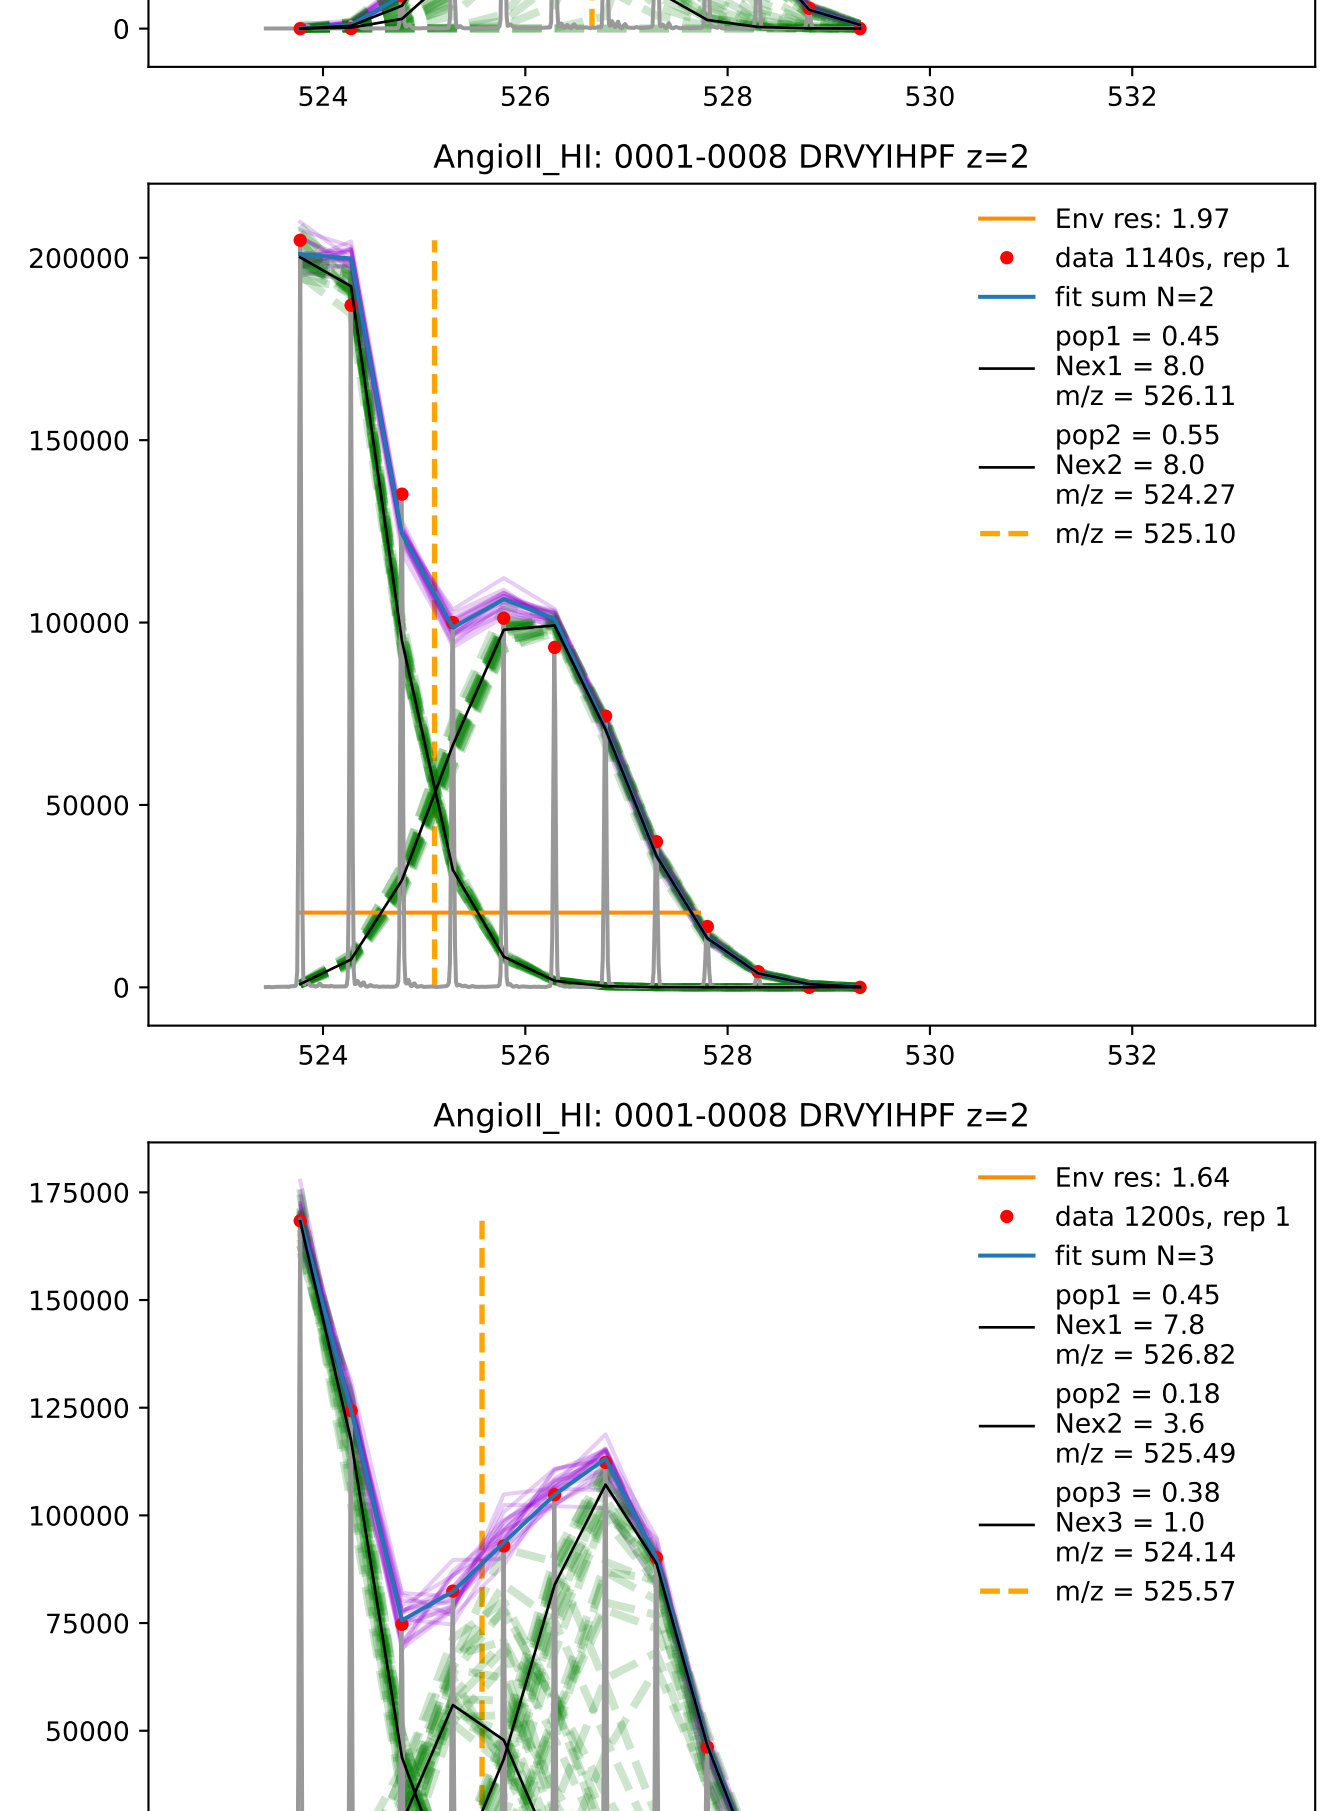 0
524 526 528 530 532
AngioII_HI: 0001-0008 DRVYIHPF z=2
Env res: 1.97
data 1140s, rep 1
fit sum N=2
pop1 = 0.45
Nex1 = 8.0
m/z = 526.11
pop2 = 0.55
Nex2 = 8.0
m/z = 524.27
m/z = 525.10
200000
150000
100000
50000
0
524 526 528 530 532
AngioII_HI: 0001-0008 DRVYIHPF z=2
Env res: 1.64
data 1200s, rep 1
fit sum N=3
pop1 = 0.45
Nex1 = 7.8
m/z = 526.82
pop2 = 0.18
Nex2 = 3.6
m/z = 525.49
pop3 = 0.38
Nex3 = 1.0
m/z = 524.14
m/z = 525.57
175000
150000
125000
100000
75000
50000